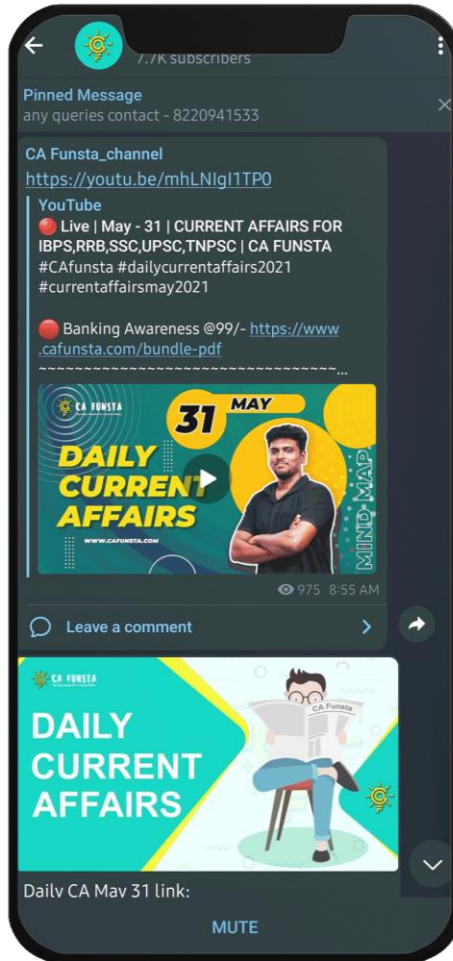 7.7K subscribers
Pinned Message
any queries contact - 8220941533
CA Funsta_channel
https://youtu.be/mhLNIgI1TP0
YouTube
🔴 Live | May - 31 | CURRENT AFFAIRS FOR
IBPS,RRB,SSC,UPSC,TNPSC | CA FUNSTA
#CAfunsta #dailycurrentaffairs2021
#currentaffairsmay2021
🔴 Banking Awareness @99/- https://www
.cafunsta.com/bundle-pdf
~~~~~~~~~~~~~~~~~~~~~~~~~~~~~~~~~~...
CA FUNSTA
31 MAY
DAILY
CURRENT
AFFAIRS
WWW.CAFUNSTA.COM
MIND MAP
975 8:55 AM
Leave a comment
CA FUNSTA
CA Funsta
DAILY
CURRENT
AFFAIRS
Daily CA May 31 link:
MUTE